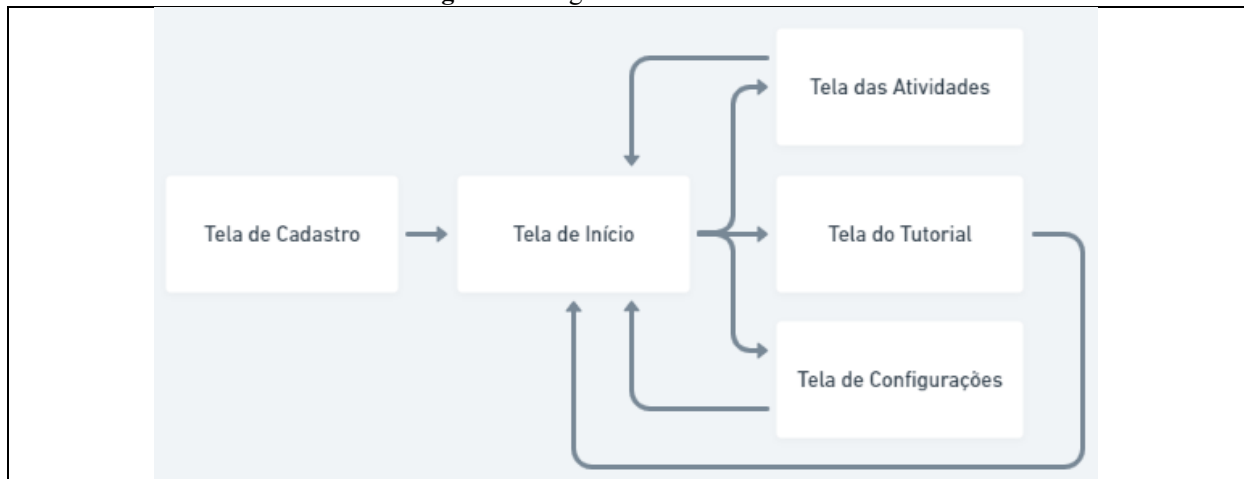 Tela das Atividades
Tela de Cadastro
Tela de Início
Tela do Tutorial
Tela de Configurações